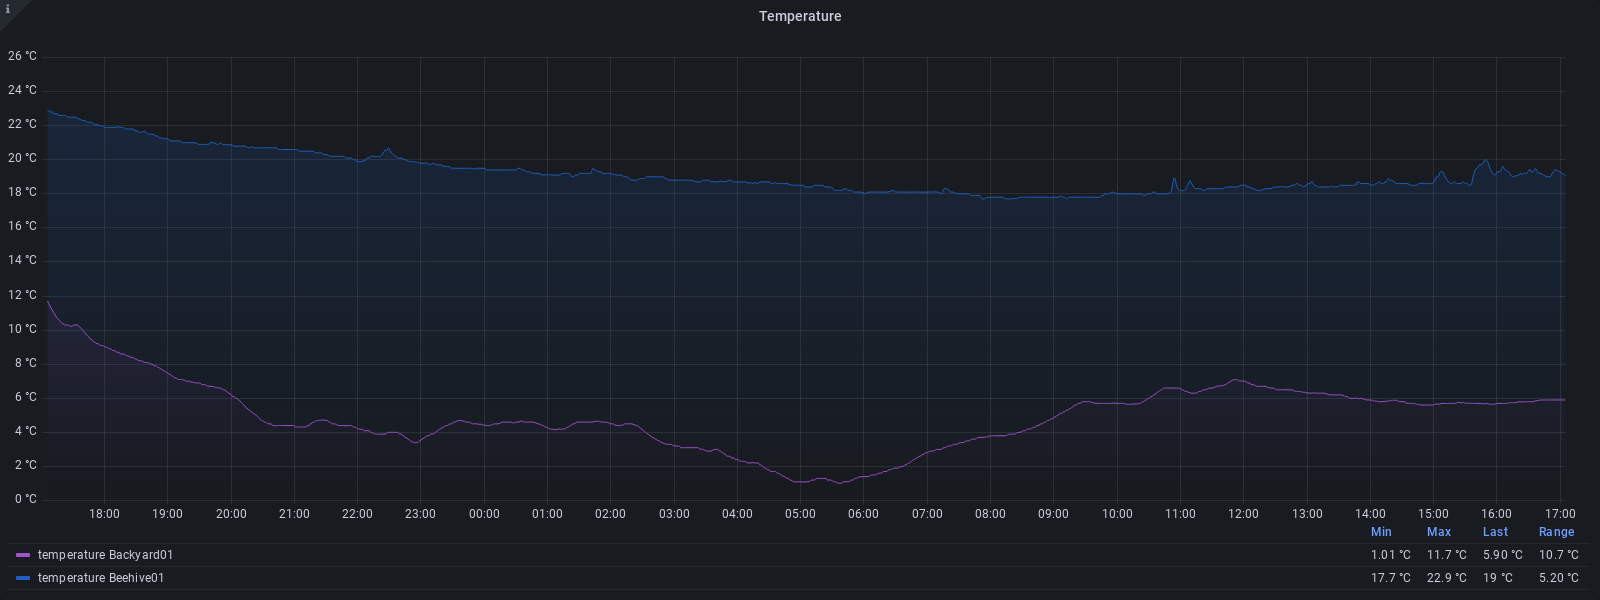 i
Temperature
26 °C
24 °C
22 °C
20 °C
18 °C
16 °C
14 °C
12 °C
10 °C
8 °C
6 °C
4 °C
2 °C
0 °C
18:00 19:00 20:00 21:00 22:00 23:00 00:00 01:00 02:00 03:00 04:00 05:00 06:00 07:00 08:00 09:00 10:00 11:00 12:00 13:00 14:00 15:00 16:00 17:00
Min Max Last Range
temperature Backyard01 1.01 °C 11.7 °C 5.90 °C 10.7 °C
temperature Beehive01 17.7 °C 22.9 °C 19 °C 5.20 °C